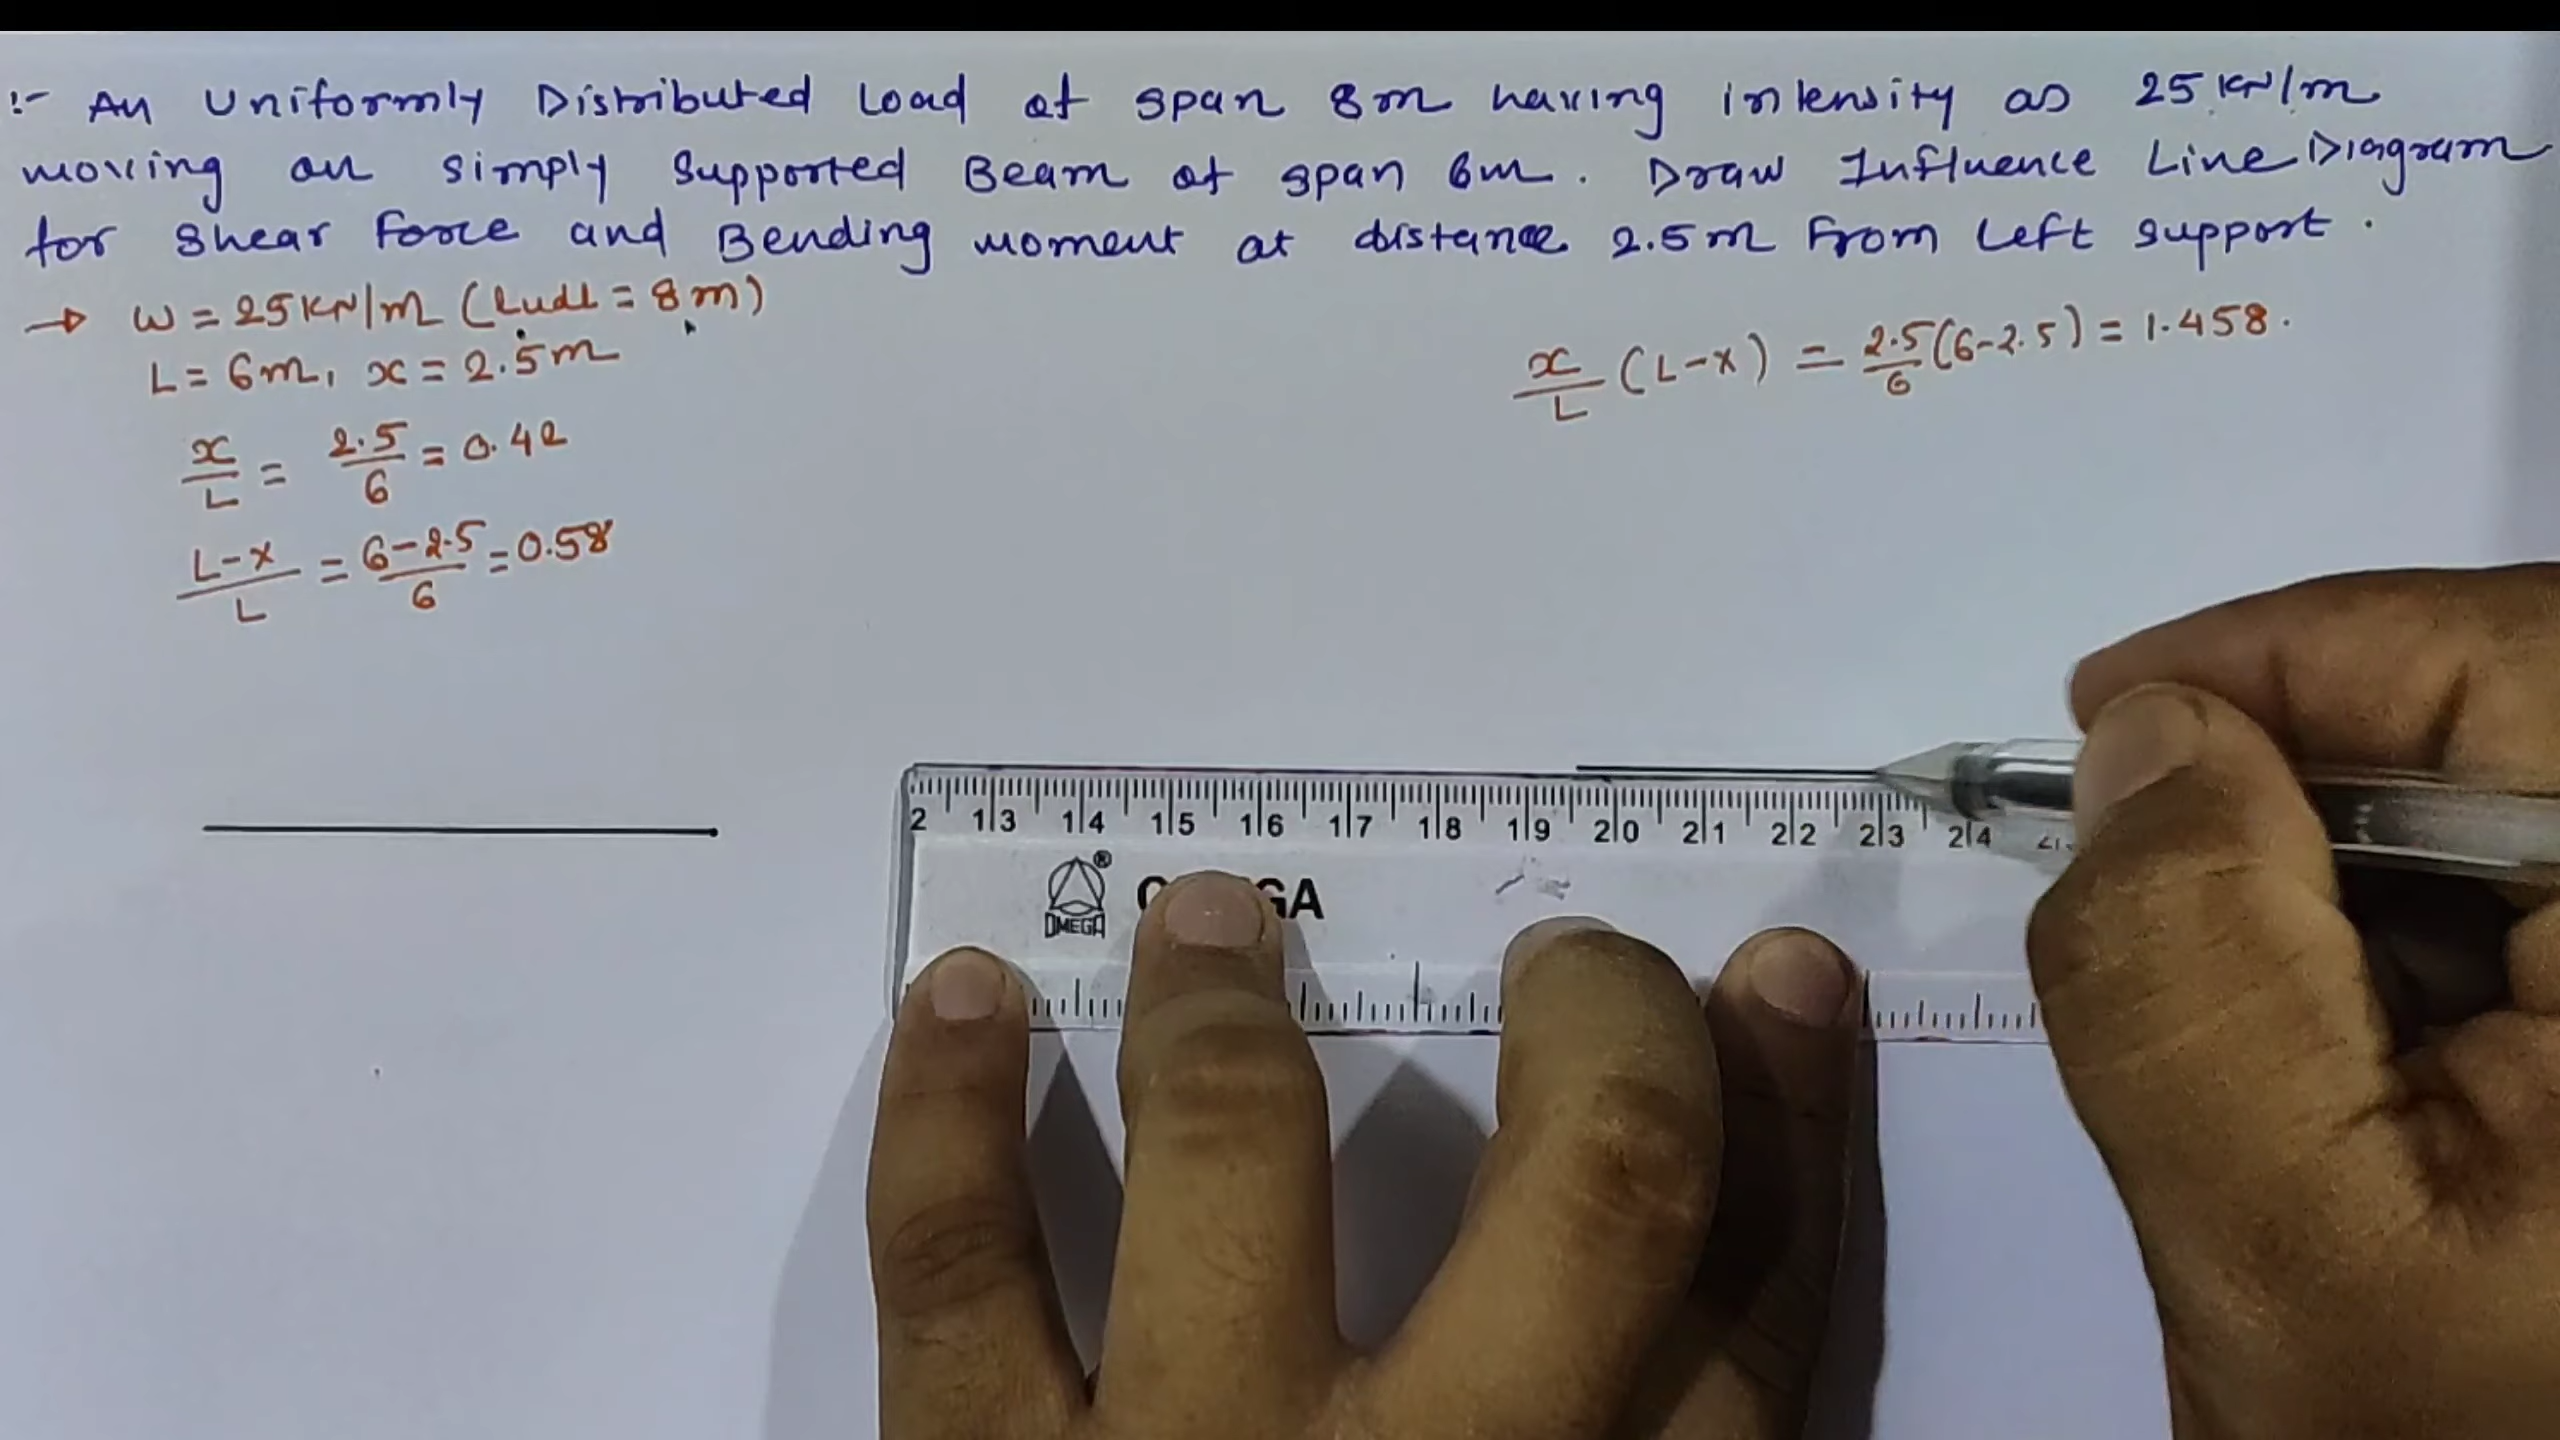 :- An Uniformly Distributed Load of span 8m having intensity as 25 KN/m
moving on simply supported Beam of span 6m. Draw Influence Line Diagram
for Shear Force and Bending moment at distance 2.5m From Left support.
→ W = 25KN/m (Ludl = 8m)
L = 6m, x = 2.5m
x/L = 2.5/6 = 0.42
L-x/L = 6-2.5/6 = 0.58
x/L (L-x) = 2.5/6 (6-2.5) = 1.458.
2 13 14 15 16 17 18 19 20 21 22 23 24
®
OMEGA
GA